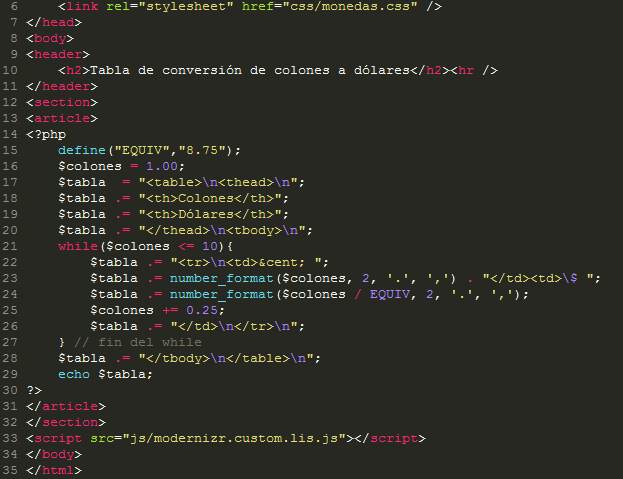 6     <link rel="stylesheet" href="css/monedas.css" />
7 </head>
8 <body>
9 <header>
10     <h2>Tabla de conversión de colones a dólares</h2><hr />
11 </header>
12 <section>
13 <article>
14 <?php
15     define("EQUIV","8.75");
16     $colones = 1.00;
17     $tabla  = "<table>\n<thead>\n";
18     $tabla .= "<th>Colones</th>";
19     $tabla .= "<th>Dólares</th>";
20     $tabla .= "</thead>\n<tbody>\n";
21     while($colones <= 10){
22         $tabla .= "<tr>\n<td>&cent; ";
23         $tabla .= number_format($colones, 2, '.', ',') . "</td><td>\$ ";
24         $tabla .= number_format($colones / EQUIV, 2, '.', ',');
25         $colones += 0.25;
26         $tabla .= "</td>\n</tr>\n";
27     } // fin del while
28     $tabla .= "</tbody>\n</table>\n";
29     echo $tabla;
30 ?>
31 </article>
32 </section>
33 <script src="js/modernizr.custom.lis.js"></script>
34 </body>
35 </html>